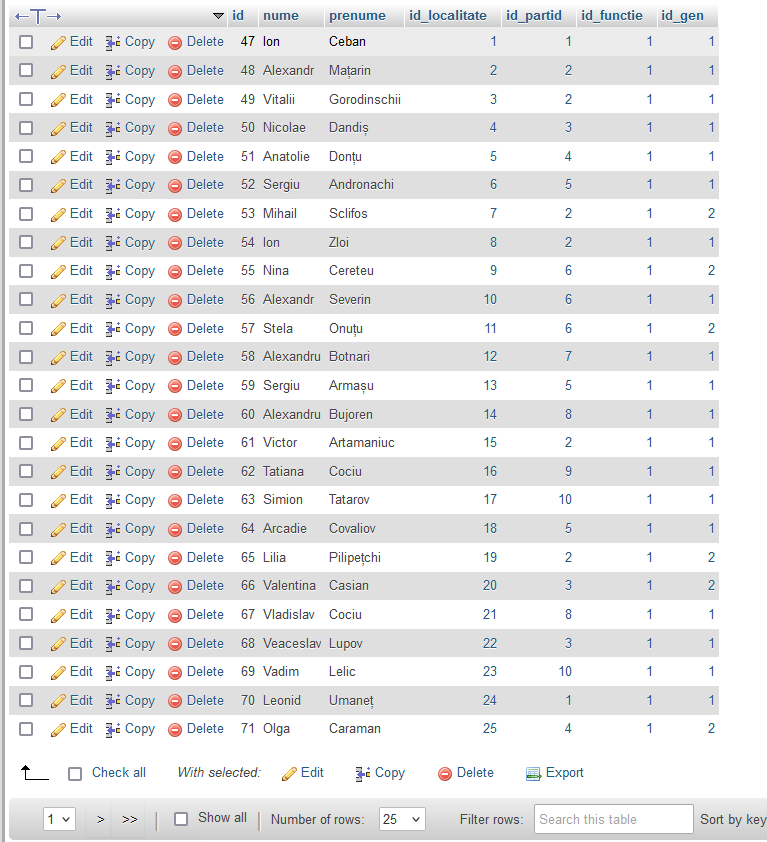 id nume prenume id_localitate id_partid id_functie id_gen
Edit Copy Delete 47 Ion Ceban 1 1 1 1
Edit Copy Delete 48 Alexandr Mațarin 2 2 1 1
Edit Copy Delete 49 Vitalii Gorodinschii 3 2 1 1
Edit Copy Delete 50 Nicolae Dandiș 4 3 1 1
Edit Copy Delete 51 Anatolie Donțu 5 4 1 1
Edit Copy Delete 52 Sergiu Andronachi 6 5 1 1
Edit Copy Delete 53 Mihail Sclifos 7 2 1 2
Edit Copy Delete 54 Ion Zloi 8 2 1 1
Edit Copy Delete 55 Nina Cereteu 9 6 1 2
Edit Copy Delete 56 Alexandr Severin 10 6 1 1
Edit Copy Delete 57 Stela Onuțu 11 6 1 2
Edit Copy Delete 58 Alexandru Botnari 12 7 1 1
Edit Copy Delete 59 Sergiu Armașu 13 5 1 1
Edit Copy Delete 60 Alexandru Bujoren 14 8 1 1
Edit Copy Delete 61 Victor Artamaniuc 15 2 1 1
Edit Copy Delete 62 Tatiana Cociu 16 9 1 1
Edit Copy Delete 63 Simion Tatarov 17 10 1 1
Edit Copy Delete 64 Arcadie Covaliov 18 5 1 1
Edit Copy Delete 65 Lilia Pilipețchi 19 2 1 2
Edit Copy Delete 66 Valentina Casian 20 3 1 2
Edit Copy Delete 67 Vladislav Cociu 21 8 1 1
Edit Copy Delete 68 Veaceslav Lupov 22 3 1 1
Edit Copy Delete 69 Vadim Lelic 23 10 1 1
Edit Copy Delete 70 Leonid Umaneț 24 1 1 1
Edit Copy Delete 71 Olga Caraman 25 4 1 2
Check all With selected: Edit Copy Delete Export
1 > >> Show all Number of rows: 25 Filter rows: Search this table Sort by key